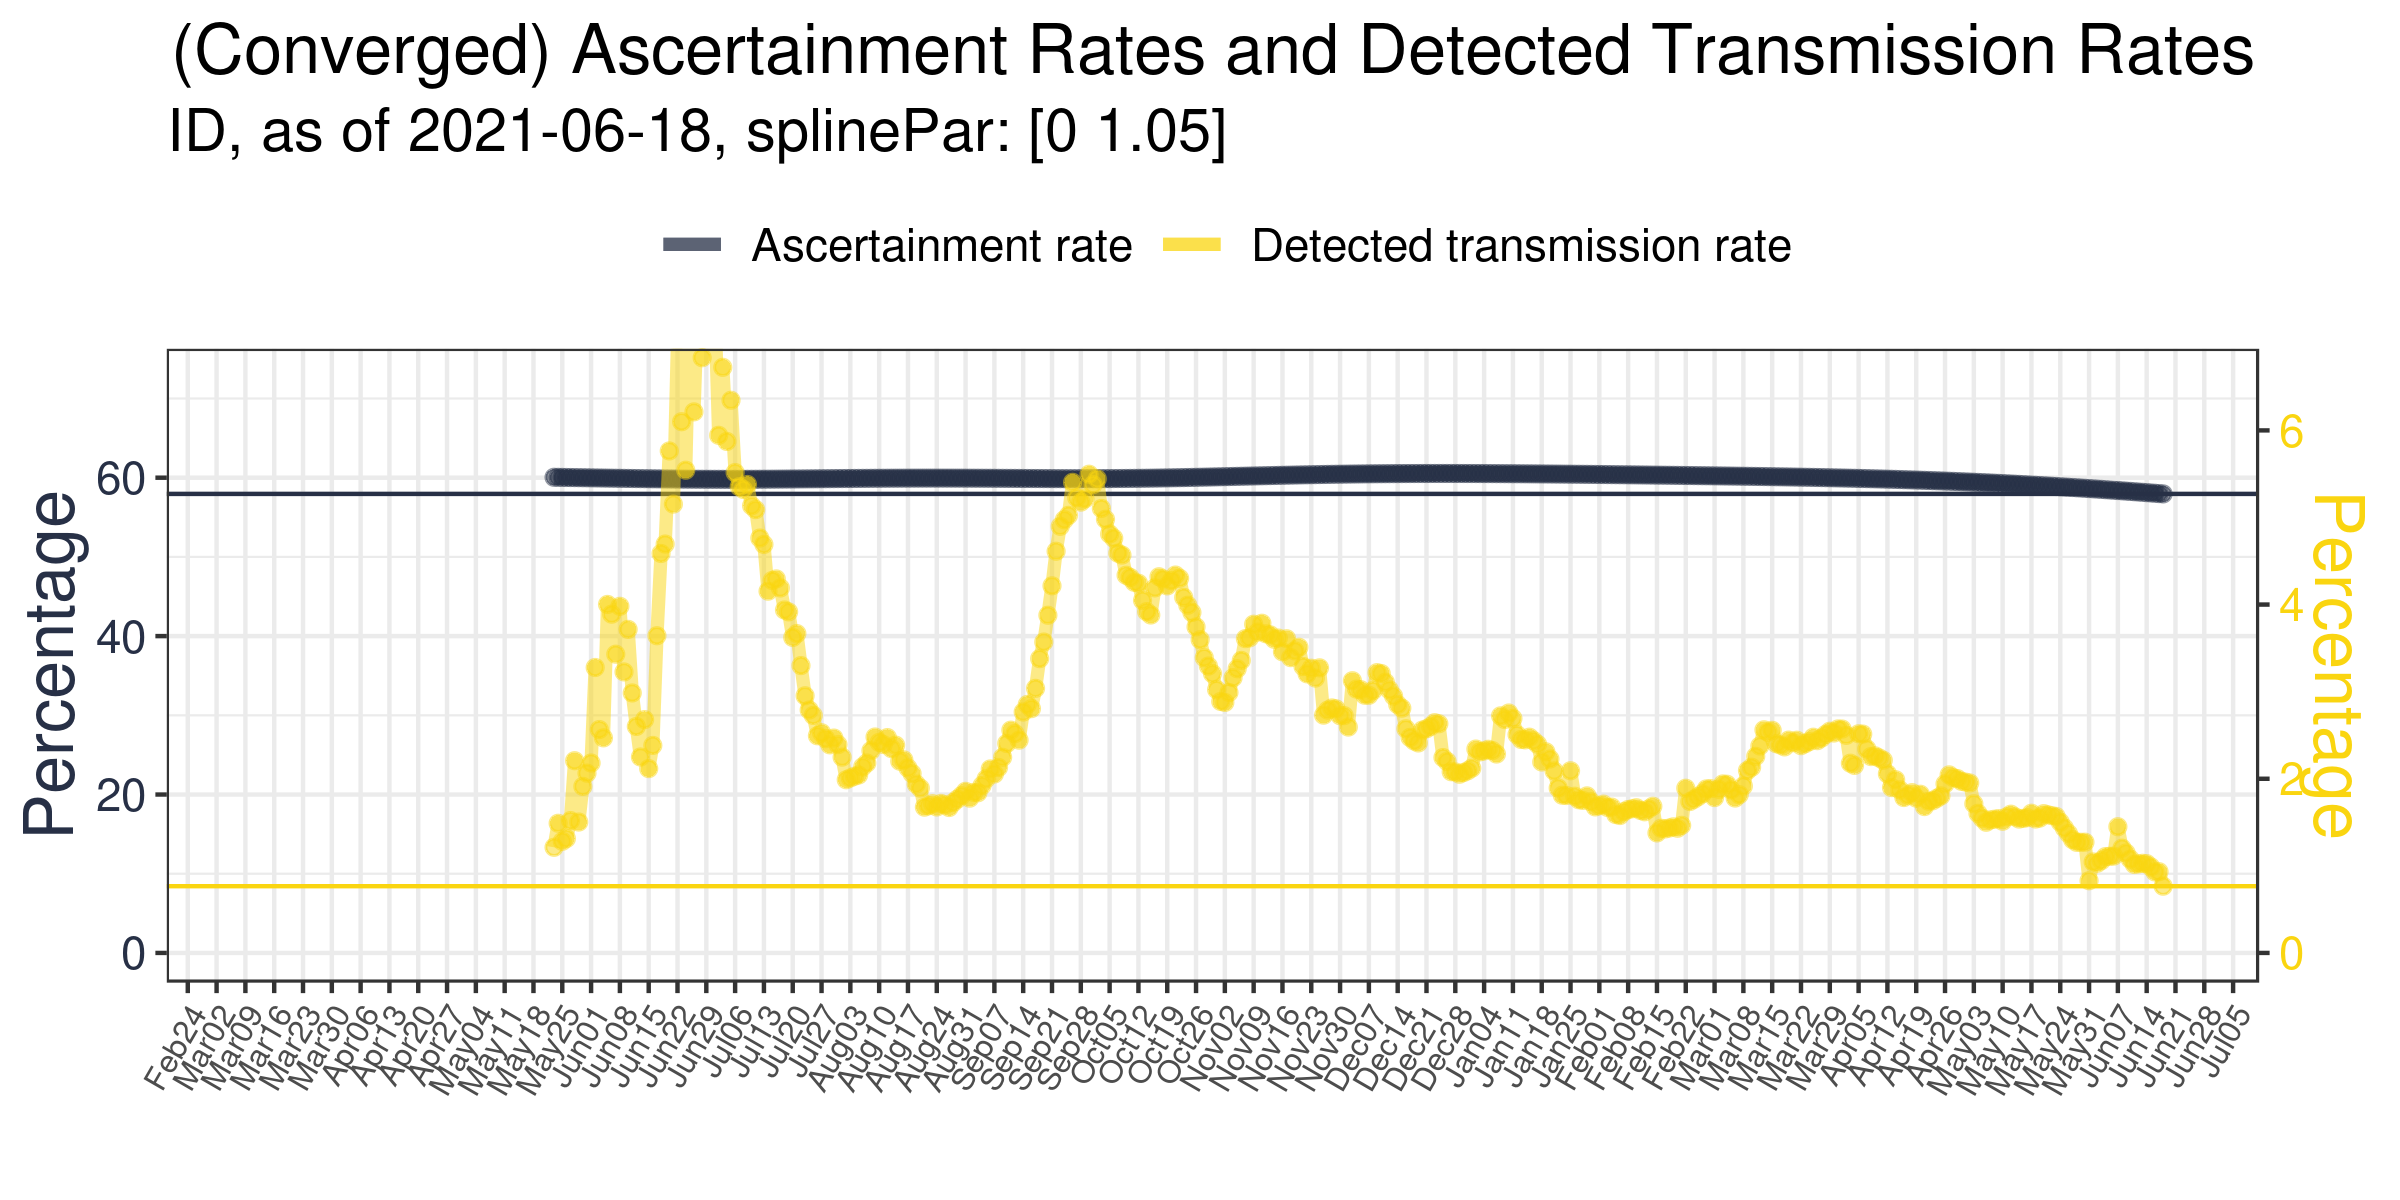 (Converged) Ascertainment Rates and Detected Transmission Rates
ID, as of 2021-06-18, splinePar: [0 1.05]
Ascertainment rate Detected transmission rate
Percentage
60
40
20
0
6
4
2
0
Percentage
Feb24 Mar02 Mar09 Mar16 Mar23 Mar30 Apr06 Apr13 Apr20 Apr27 May04 May11 May18 May25 Jun01 Jun08 Jun15 Jun22 Jun29 Jul06 Jul13 Jul20 Jul27 Aug03 Aug10 Aug17 Aug24 Aug31 Sep07 Sep14 Sep21 Sep28 Oct05 Oct12 Oct19 Oct26 Nov02 Nov09 Nov16 Nov23 Nov30 Dec07 Dec14 Dec21 Dec28 Jan04 Jan11 Jan18 Jan25 Feb01 Feb08 Feb15 Feb22 Mar01 Mar08 Mar15 Mar22 Mar29 Apr05 Apr12 Apr19 Apr26 May03 May10 May17 May24 May31 Jun07 Jun14 Jun21 Jun28 Jul05